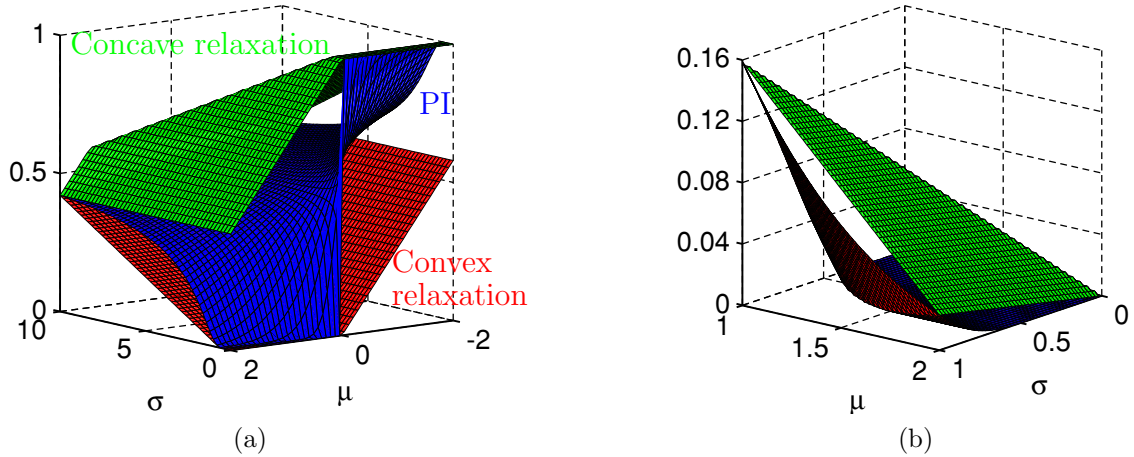 1
Concave relaxation
PI
0.5
Convex
relaxation
0
10
5
0
2
0
-2
σ
μ
(a)
0.16
0.12
0.08
0.04
0
1
1.5
2
1
0.5
0
μ
σ
(b)